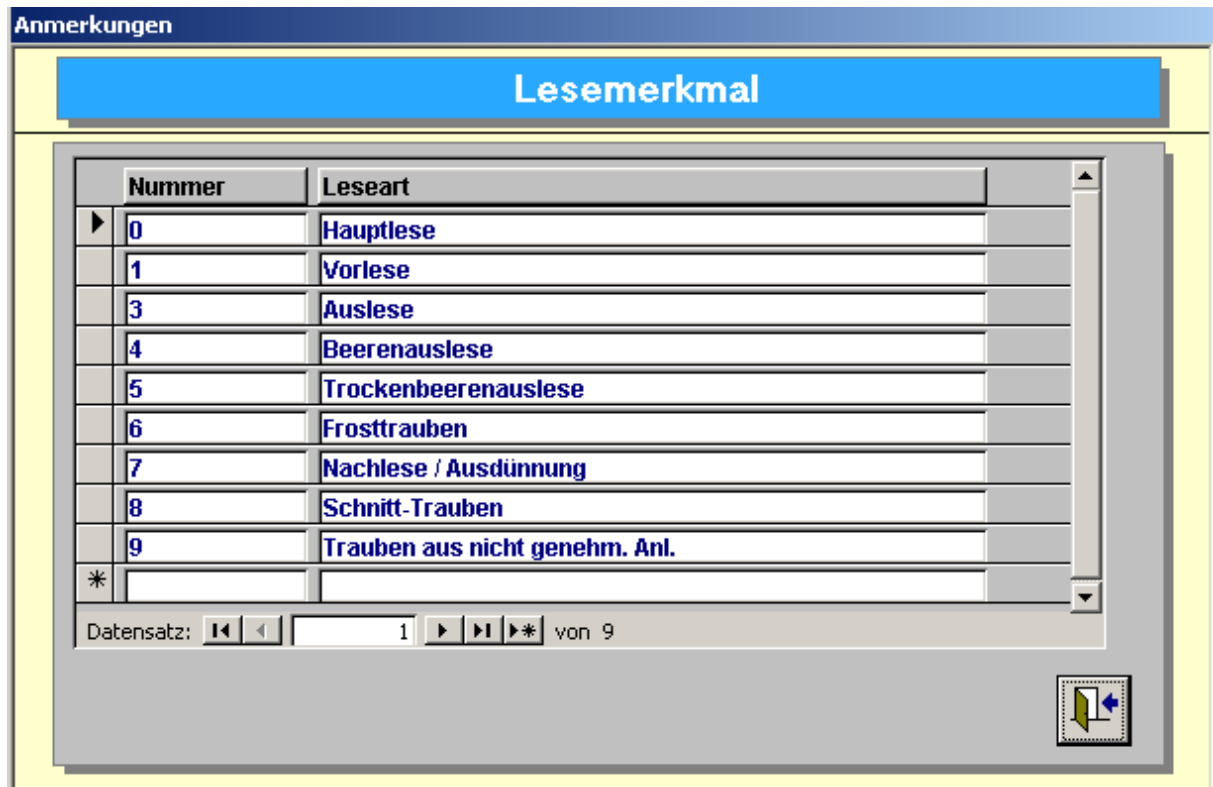 Anmerkungen
Lesemerkmal
Nummer Leseart
0 Hauptlese
1 Vorlese
3 Auslese
4 Beerenauslese
5 Trockenbeerenauslese
6 Frosttrauben
7 Nachlese / Ausdünnung
8 Schnitt-Trauben
9 Trauben aus nicht genehm. Anl.
Datensatz: 1 von 9